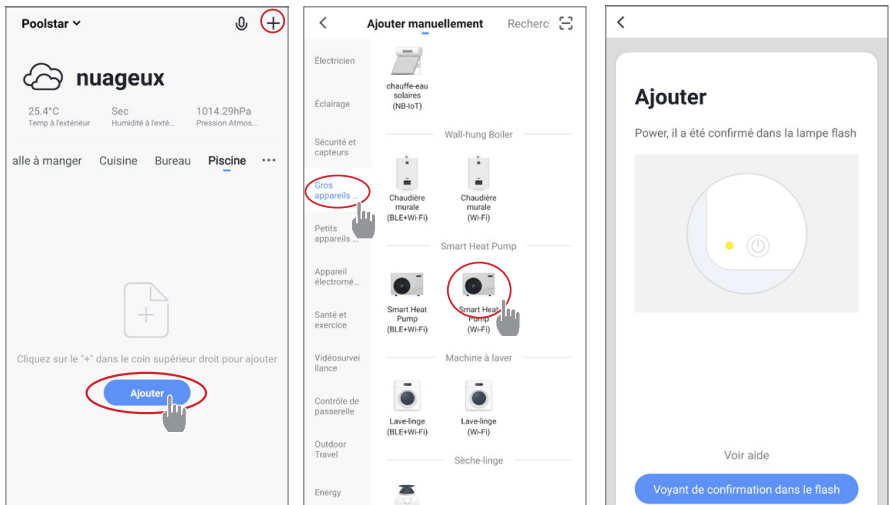 Poolstar
nuageux
25.4°C Sec 1014.29hPa
Temp à l'extérieur Humidité à l'exté... Pression Atmos...
alle à manger Cuisine Bureau Piscine ...
Cliquez sur le "+" dans le coin supérieur droit pour ajouter
Ajouter
Ajouter manuellement Recherc
Électricien
Éclairage
Sécurité et
capteurs
Gros
appareils ...
Petits
appareils ...
Appareil
électromé...
Santé et
exercice
Vidéosurvei
llance
Contrôle de
passerelle
Outdoor
Travel
Energy
chauffe-eau
solaires
(NB-IoT)
Wall-hung Boiler
Chaudière
murale
(BLE+Wi-Fi)
Chaudière
murale
(Wi-Fi)
Smart Heat Pump
Smart Heat
Pump
(BLE+Wi-Fi)
Smart Heat
Pump
(Wi-Fi)
Machine à laver
Lave-linge
(BLE+Wi-Fi)
Lave-linge
(Wi-Fi)
Sèche-linge
Ajouter
Power, il a été confirmé dans la lampe flash
Voir aide
Voyant de confirmation dans le flash